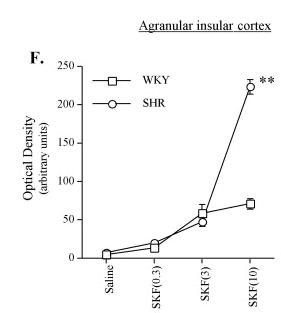 Agranular insular cortex
F.
250
200
150
100
50
0
Optical Density
(arbitrary units)
WKY
SHR
**
Saline
SKF(0.3)
SKF(3)
SKF(10)